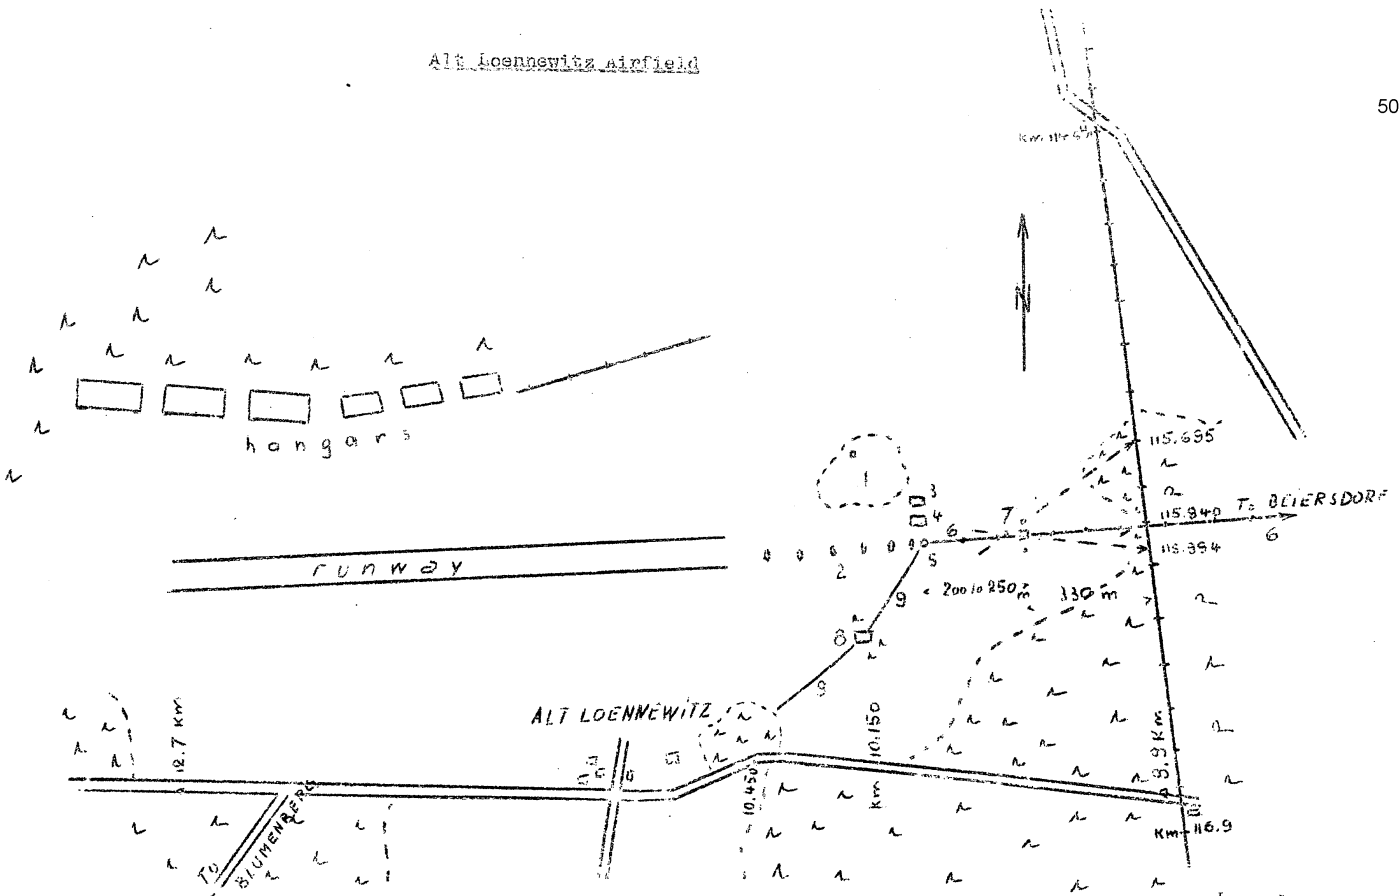 Alt Loennewitz Airfield
50
Km
N
hangars
115.695
1
3
4
To BEIERSDORF
115.840
6
7
6
5
115.394
runway
2
9
< 200 to 250 m >
330 m
8
9
ALT LOENNEWITZ
12.7 Km
Km 10.150
8.9 Km
10.450
TO BLUMENBERG
Km 116.9